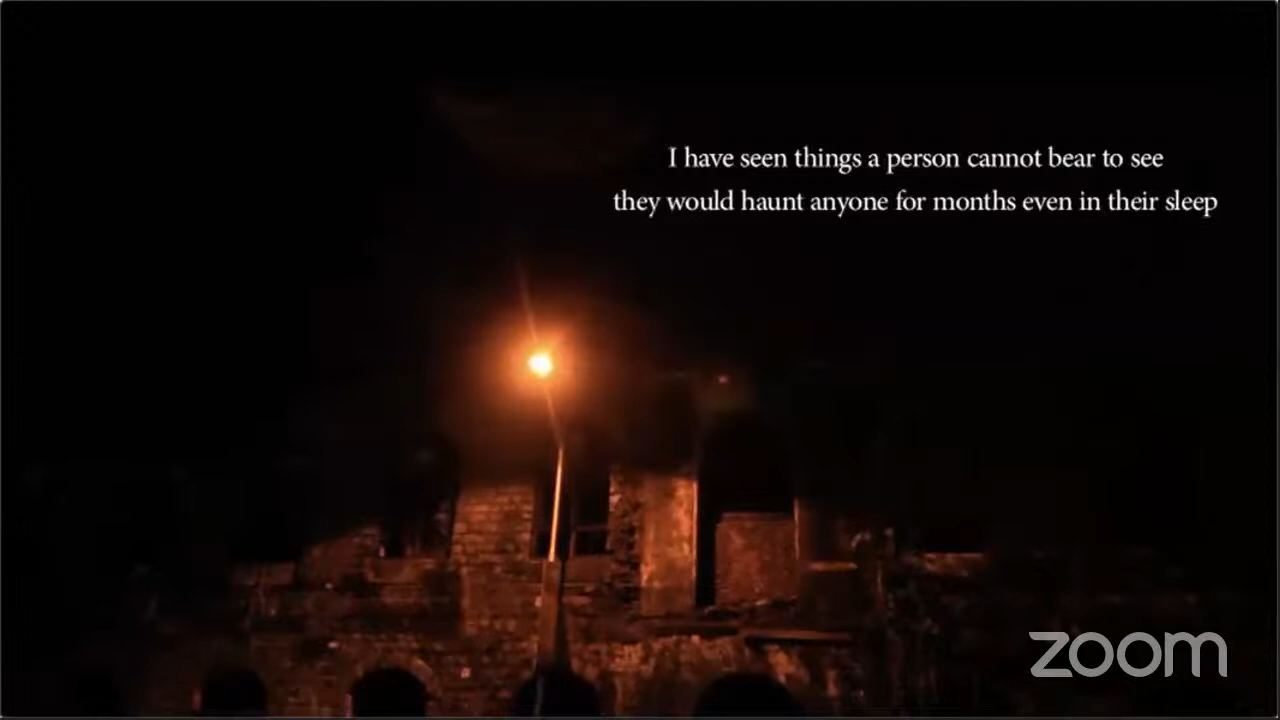 I have seen things a person cannot bear to see
they would haunt anyone for months even in their sleep
zoom